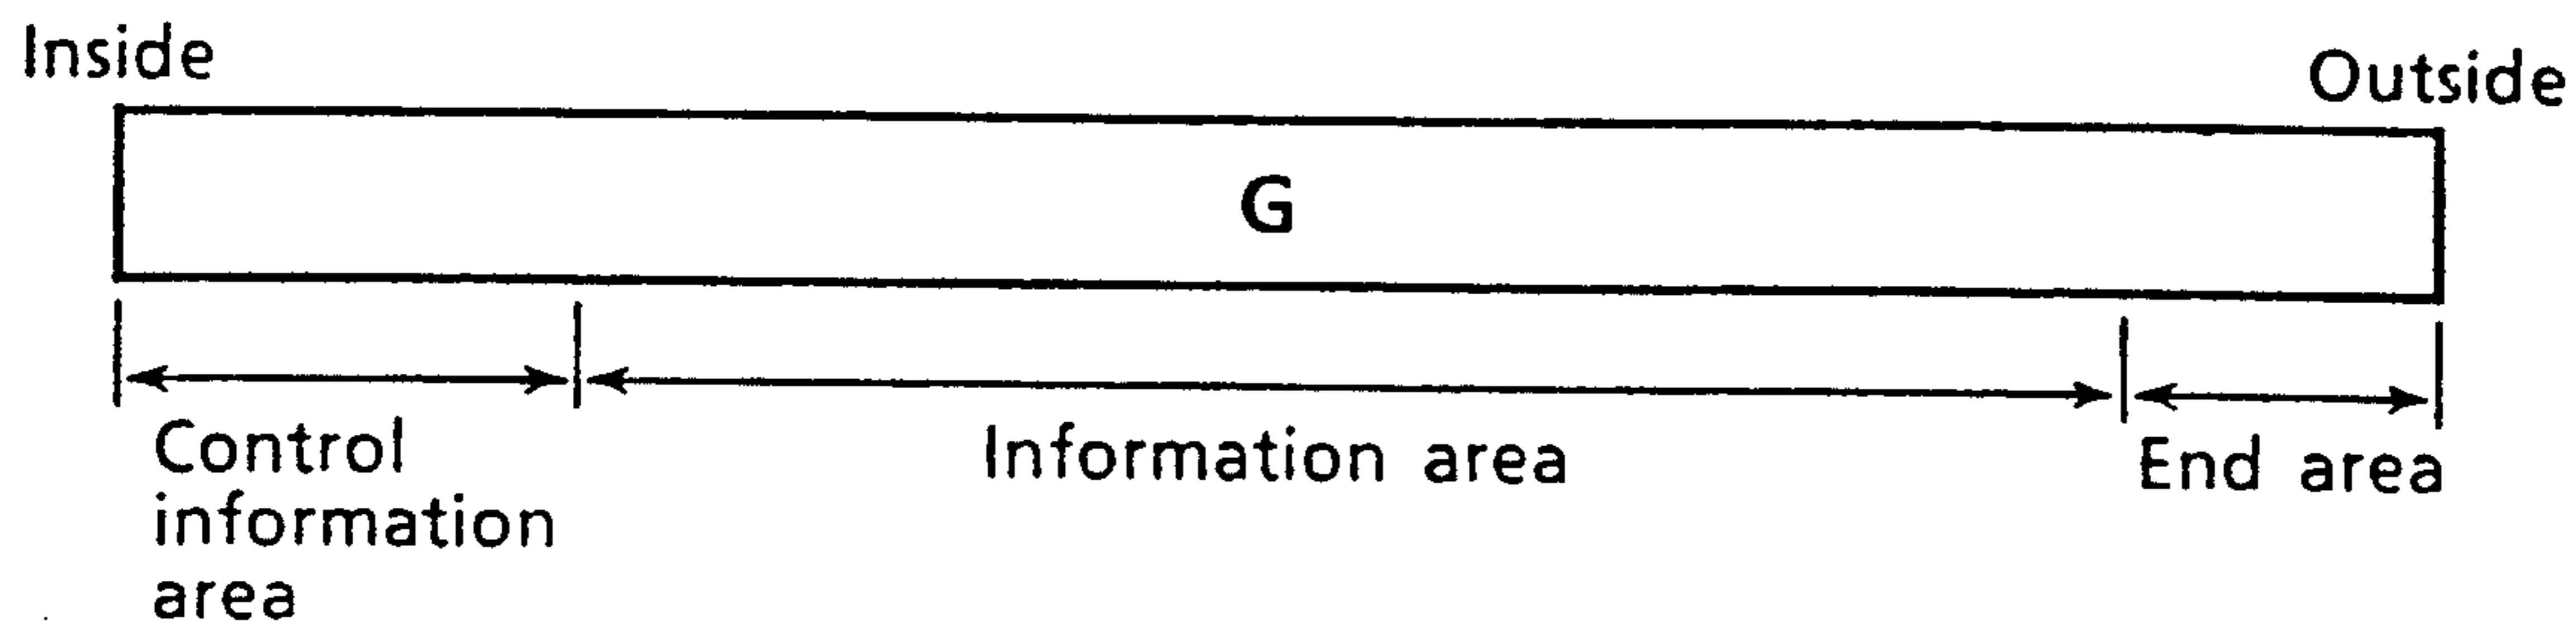 Inside
Outside
G
Control
information
area
Information area
End area